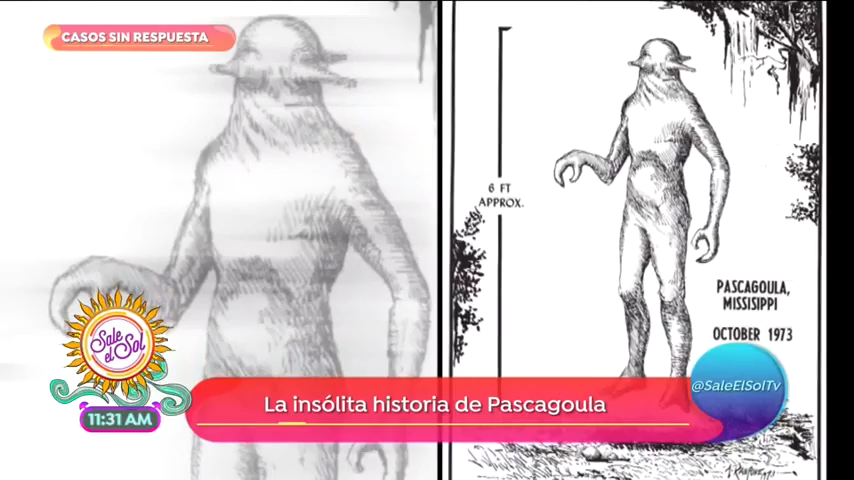 CASOS SIN RESPUESTA
6 FT
APPROX.
PASCAGOULA,
MISSISIPPI
OCTOBER 1973
Sale
el
Sol
@SaleElSolTv
La insólita historia de Pascagoula
11:31 AM